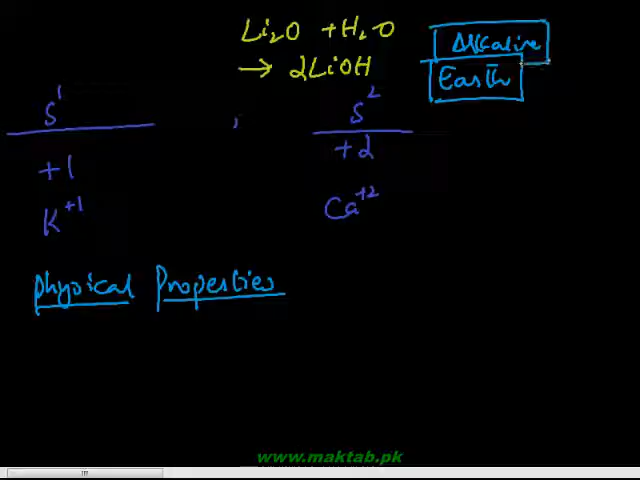 Li₂O + H₂O
→ 2LiOH
Alkaline
Earth
S¹ , S²
+1 +2
K⁺¹ Ca⁺²
Physical Properties
www.maktab.pk